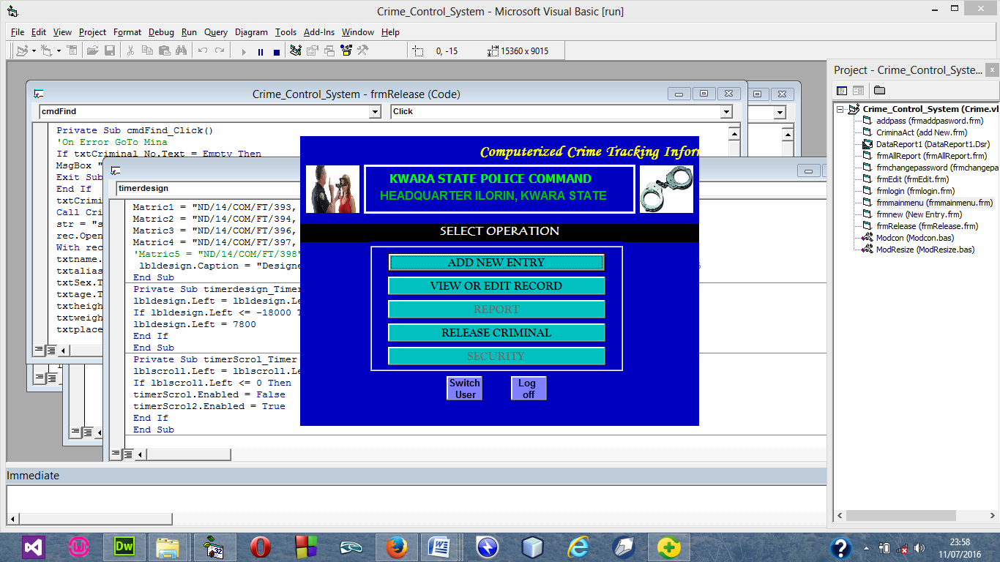 Crime_Control_System - Microsoft Visual Basic [run]
File Edit View Project Format Debug Run Query Diagram Tools Add-Ins Window Help
0, -15
15360 x 9015
Crime_Control_System - frmRelease (Code)
cmdFind
Click
Private Sub cmdFind_Click()
'On Error GoTo Mina
If txtCriminal_No.Text = Empty Then
MsgBox "
Exit Sub
End If
txtCrimi
Call Cri
str = "s
rec.Open
With rec
txtname.
txtalias
txtSex.T
txtage.T
txtheigh
txtweigh
txtplace
timerdesign
Matric1 = "ND/14/COM/FT/393,
Matric2 = "ND/14/COM/FT/394,
Matric3 = "ND/14/COM/FT/396,
Matric4 = "ND/14/COM/FT/397,
'Matric5 = "ND/14/COM/FT/398"
lbldesign.Caption = "Designe
End Sub
Private Sub timerdesign_Timer
lbldesign.Left = lbldesign.Le
If lbldesign.Left <= -18000 T
lbldesign.Left = 7800
End If
End Sub
Private Sub timerScrol_Timer
lblscroll.Left = lblscroll.Le
If lblscroll.Left <= 0 Then
timerScrol.Enabled = False
timerScrol2.Enabled = True
End If
End Sub
Computerized Crime Tracking Infor
KWARA STATE POLICE COMMAND
HEADQUARTER ILORIN, KWARA STATE
SELECT OPERATION
ADD NEW ENTRY
VIEW OR EDIT RECORD
REPORT
RELEASE CRIMINAL
SECURITY
Switch User
Log off
Project - Crime_Control_Syste...
Crime_Control_System (Crime.vl
addpass (frmaddpasword.frm)
CriminaAct (add New.frm)
DataReport1 (DataReport1.Dsr)
frmAllReport (frmAllReport.frm)
frmchangepassword (frmchangepa
frmEdit (frmEdit.frm)
frmlogin (frmlogin.frm)
frmmainmenu (frmmainmenu.frm)
frmnew (New Entry.frm)
frmRelease (frmRelease.frm)
Modcon (Modcon.bas)
ModResize (ModResize.bas)
Immediate
Dw
32
23:58
11/07/2016